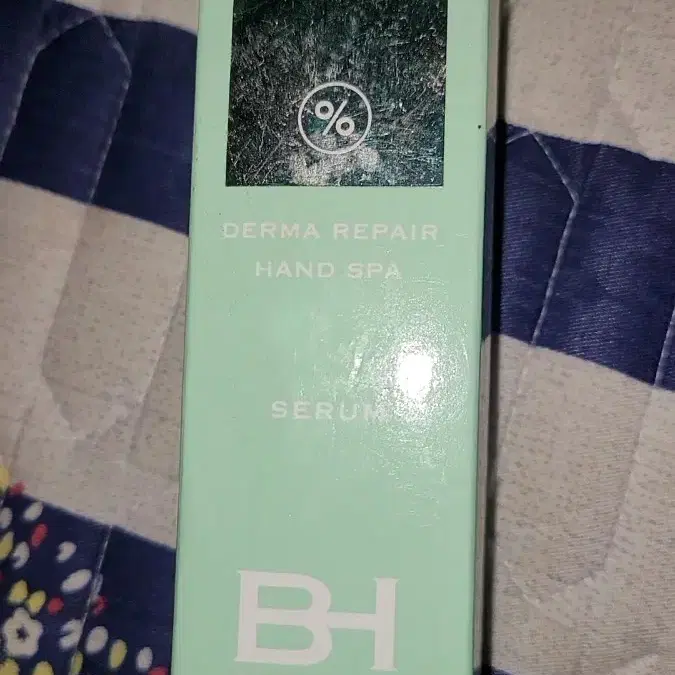 %
DERMA REPAIR
HAND SPA
SERUM
BH